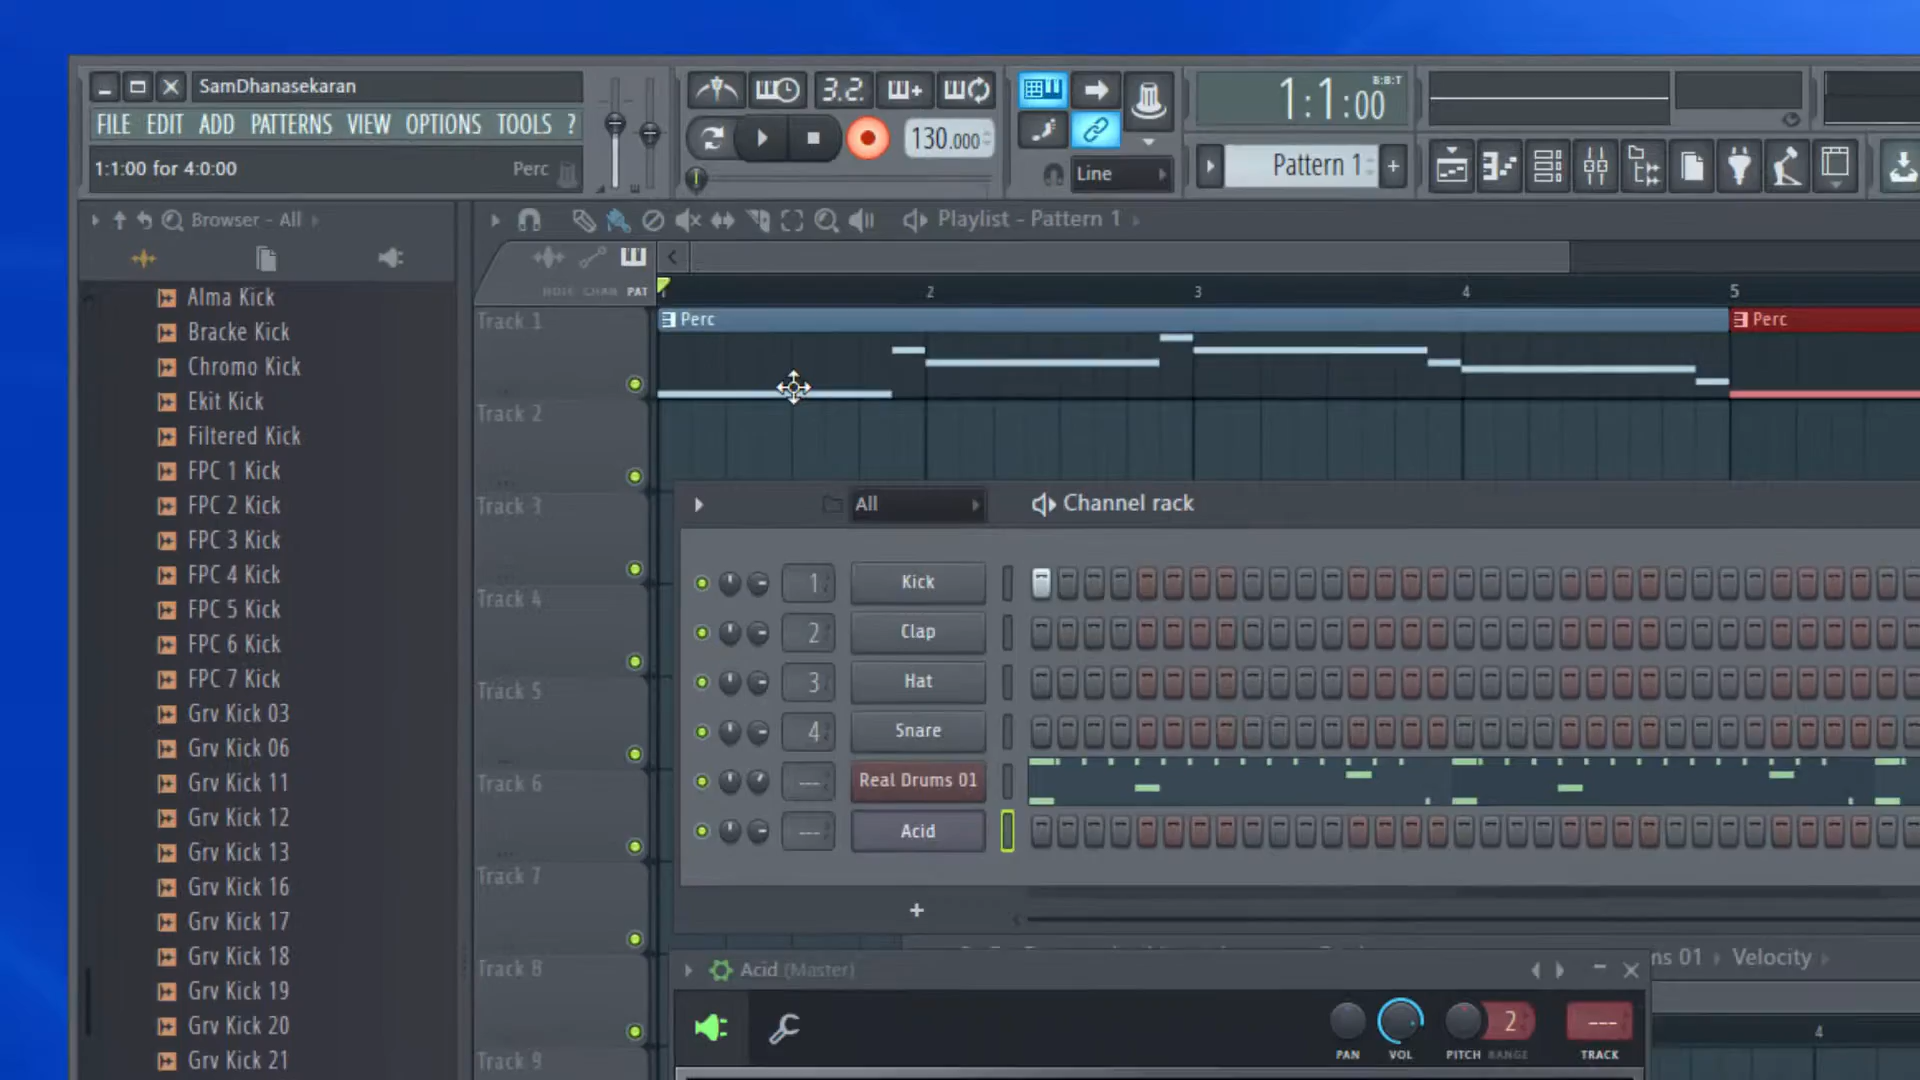 SamDhanasekaran
FILE EDIT ADD PATTERNS VIEW OPTIONS TOOLS ?
1:1:00 for 4:0:00 Perc
3.2.
130.000
Line
1:1:00
B:B:T
Pattern 1
Browser - All
Playlist - Pattern 1
NOTE CHAN PAT
1 2 3 4 5
Track 1
Perc
Perc
Track 2
Track 3
Track 4
Track 5
Track 6
Track 7
Track 8
Track 9
Alma Kick
Bracke Kick
Chromo Kick
Ekit Kick
Filtered Kick
FPC 1 Kick
FPC 2 Kick
FPC 3 Kick
FPC 4 Kick
FPC 5 Kick
FPC 6 Kick
FPC 7 Kick
Grv Kick 03
Grv Kick 06
Grv Kick 11
Grv Kick 12
Grv Kick 13
Grv Kick 16
Grv Kick 17
Grv Kick 18
Grv Kick 19
Grv Kick 20
Grv Kick 21
All
Channel rack
1 Kick
2 Clap
3 Hat
4 Snare
--- Real Drums 01
--- Acid
+
ns 01 Velocity
Acid (Master)
2
---
PAN VOL PITCH RANGE TRACK
4